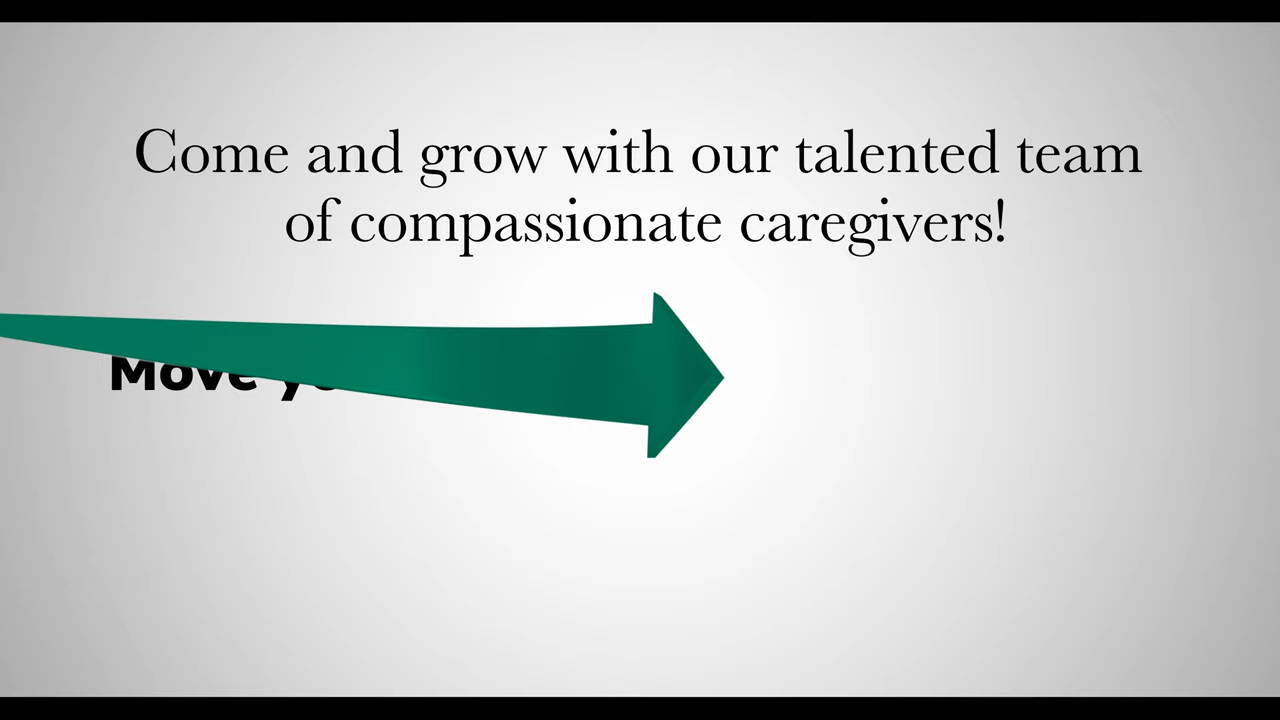 Come and grow with our talented team
of compassionate caregivers!
Move